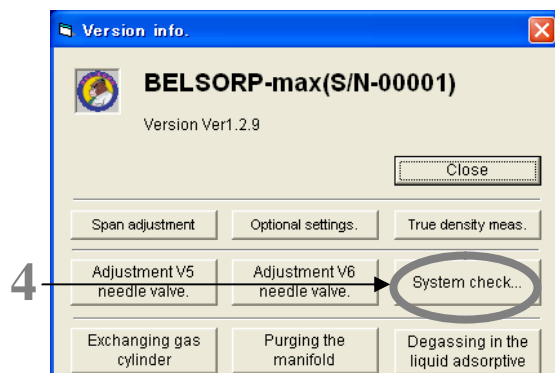 Version info.
BELSORP-max(S/N-00001)
Version Ver1.2.9
Close
Span adjustment
Optional settings.
True density meas.
4
Adjustment V5
needle valve.
Adjustment V6
needle valve.
System check...
Exchanging gas
cylinder
Purging the
manifold
Degassing in the
liquid adsorptive